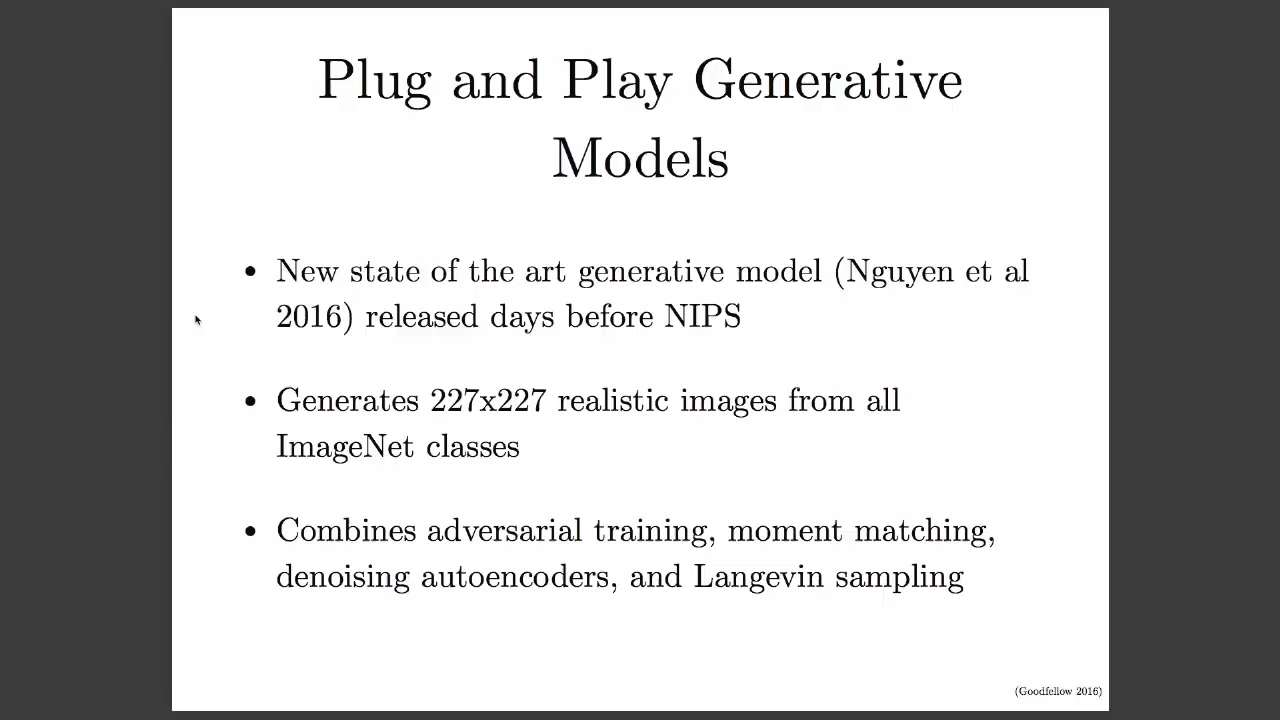 Plug and Play Generative
Models
• New state of the art generative model (Nguyen et al
2016) released days before NIPS
• Generates 227x227 realistic images from all
ImageNet classes
• Combines adversarial training, moment matching,
denoising autoencoders, and Langevin sampling
(Goodfellow 2016)